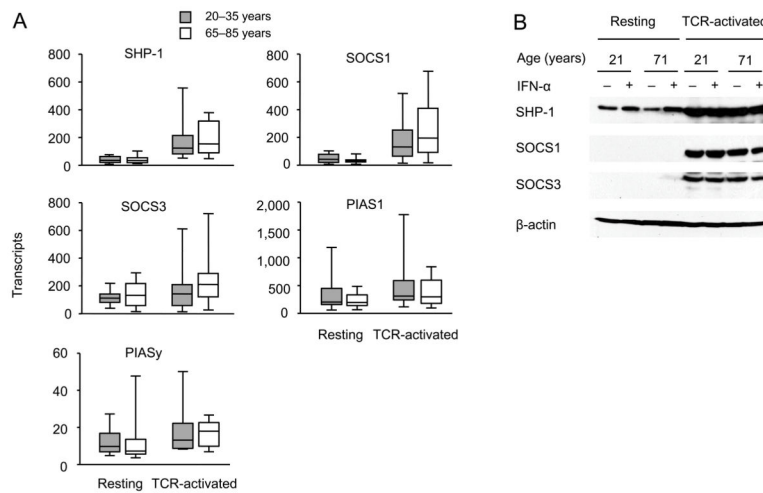 A
20–35 years
65–85 years
SHP-1
800
600
400
200
0
SOCS1
800
600
400
200
0
Transcripts
SOCS3
800
600
400
200
0
PIAS1
2,000
1,500
1,000
500
0
Resting TCR-activated
PIASy
60
40
20
0
Resting TCR-activated
B
Resting TCR-activated
Age (years) 21 71 21 71
IFN-α – + – + – + – +
SHP-1
SOCS1
SOCS3
β-actin